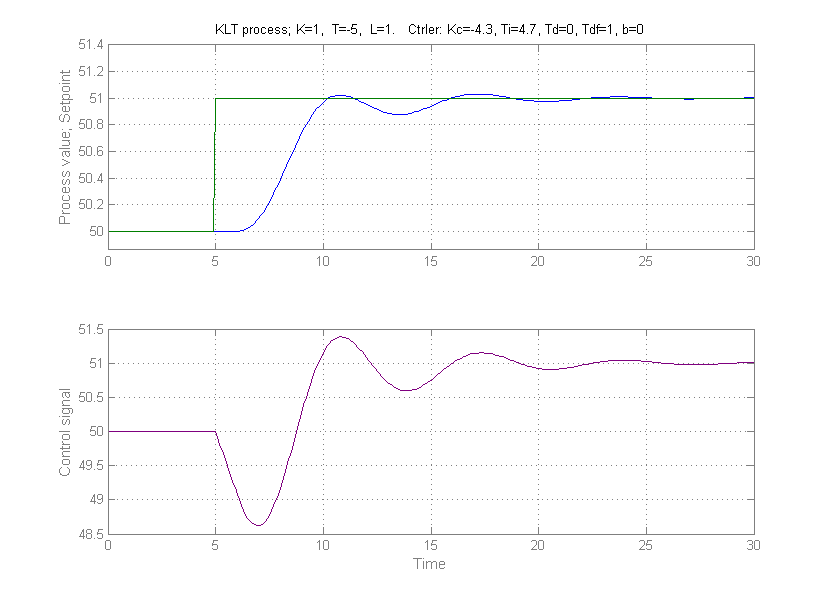 KLT process; K=1, T=-5, L=1. Ctrler: Kc=-4.3, Ti=4.7, Td=0, Tdf=1, b=0
51.4
51.2
51
50.8
50.6
50.4
50.2
50
Process value; Setpoint
0 5 10 15 20 25 30
51.5
51
50.5
50
49.5
49
48.5
Control signal
0 5 10 15 20 25 30
Time